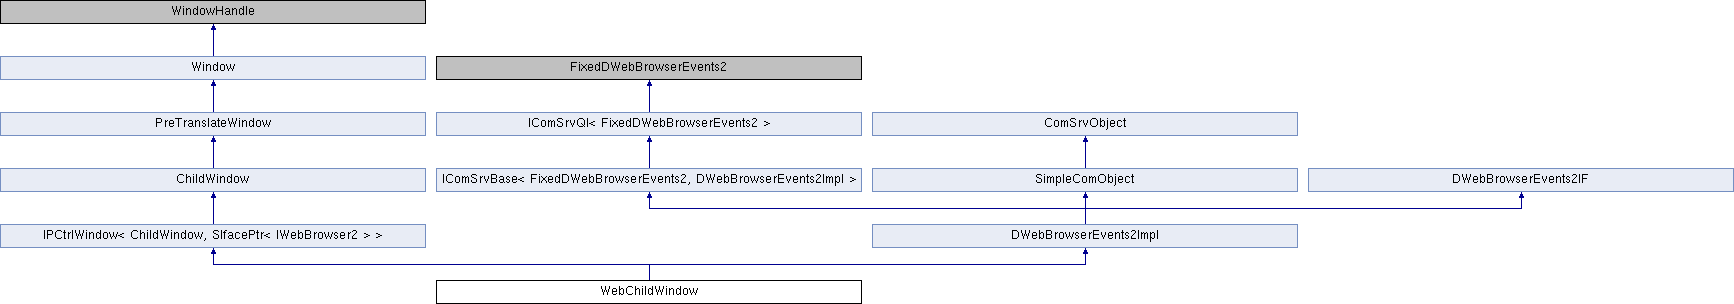 WindowHandle
Window
FixedDWebBrowserEvents2
PreTranslateWindow
IComSrvQI< FixedDWebBrowserEvents2 >
ComSrvObject
ChildWindow
IComSrvBase< FixedDWebBrowserEvents2, DWebBrowserEvents2Impl >
SimpleComObject
DWebBrowserEvents2IF
IPCtrlWindow< ChildWindow, SIfacePtr< IWebBrowser2 > >
DWebBrowserEvents2Impl
WebChildWindow